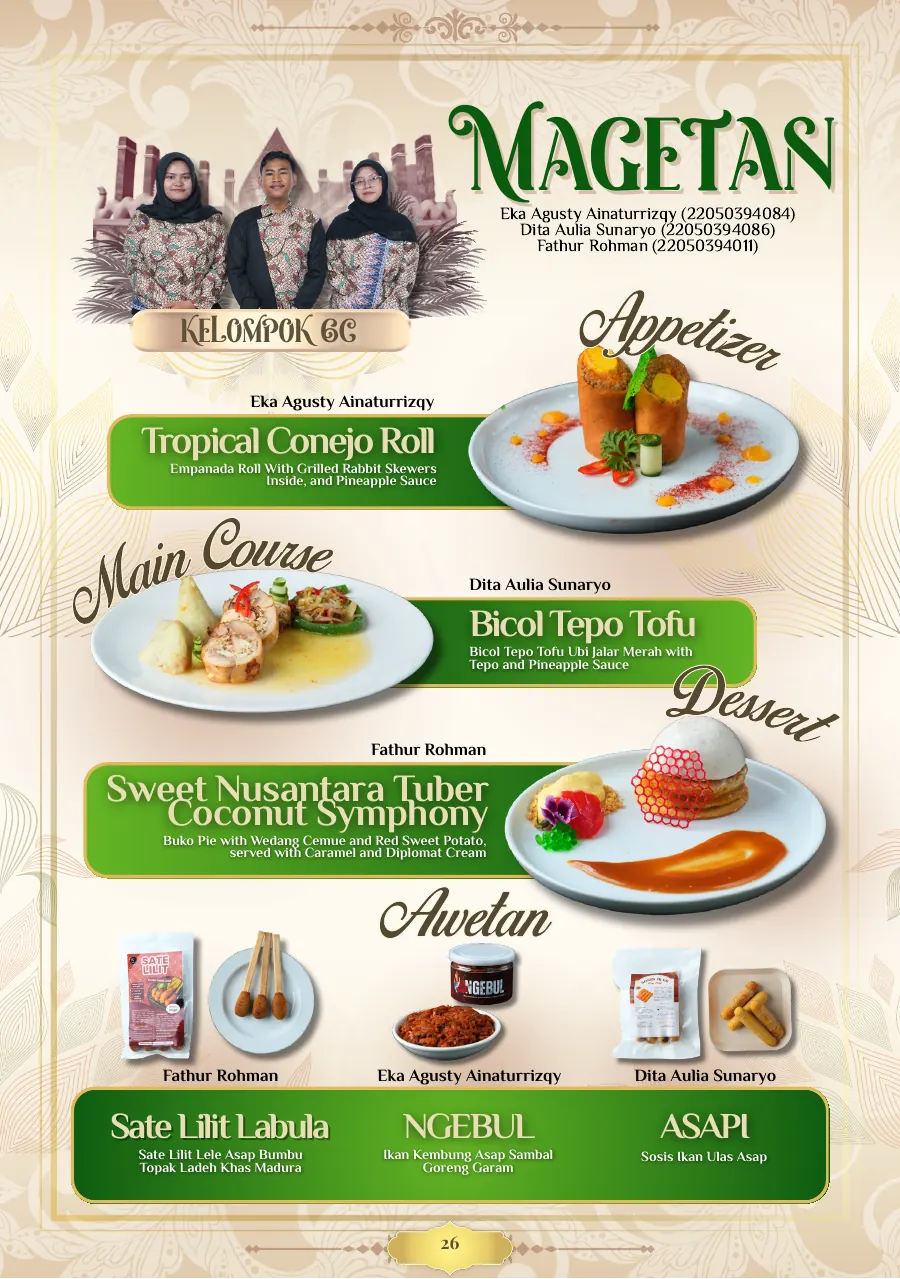 MAGETAN
Eka Agusty Ainaturrizqy (22050394084)
Dita Aulia Sunaryo (22050394086)
Fathur Rohman (22050394011)
KELOMPOK 6C
Appetizer
Eka Agusty Ainaturrizqy
Tropical Conejo Roll
Empanada Roll With Grilled Rabbit Skewers
Inside, and Pineapple Sauce
Main Course
Dita Aulia Sunaryo
Bicol Tepo Tofu
Bicol Tepo Tofu Ubi Jalar Merah with
Tepo and Pineapple Sauce
Dessert
Fathur Rohman
Sweet Nusantara Tuber
Coconut Symphony
Buko Pie with Wedang Cemue and Red Sweet Potato,
served with Caramel and Diplomat Cream
Awetan
SATE
LILIT
NGEBUL
Fathur Rohman
Eka Agusty Ainaturrizqy
Dita Aulia Sunaryo
Sate Lilit Labula
Sate Lilit Lele Asap Bumbu
Topak Ladeh Khas Madura
NGEBUL
Ikan Kembung Asap Sambal
Goreng Garam
ASAPI
Sosis Ikan Ulas Asap
26